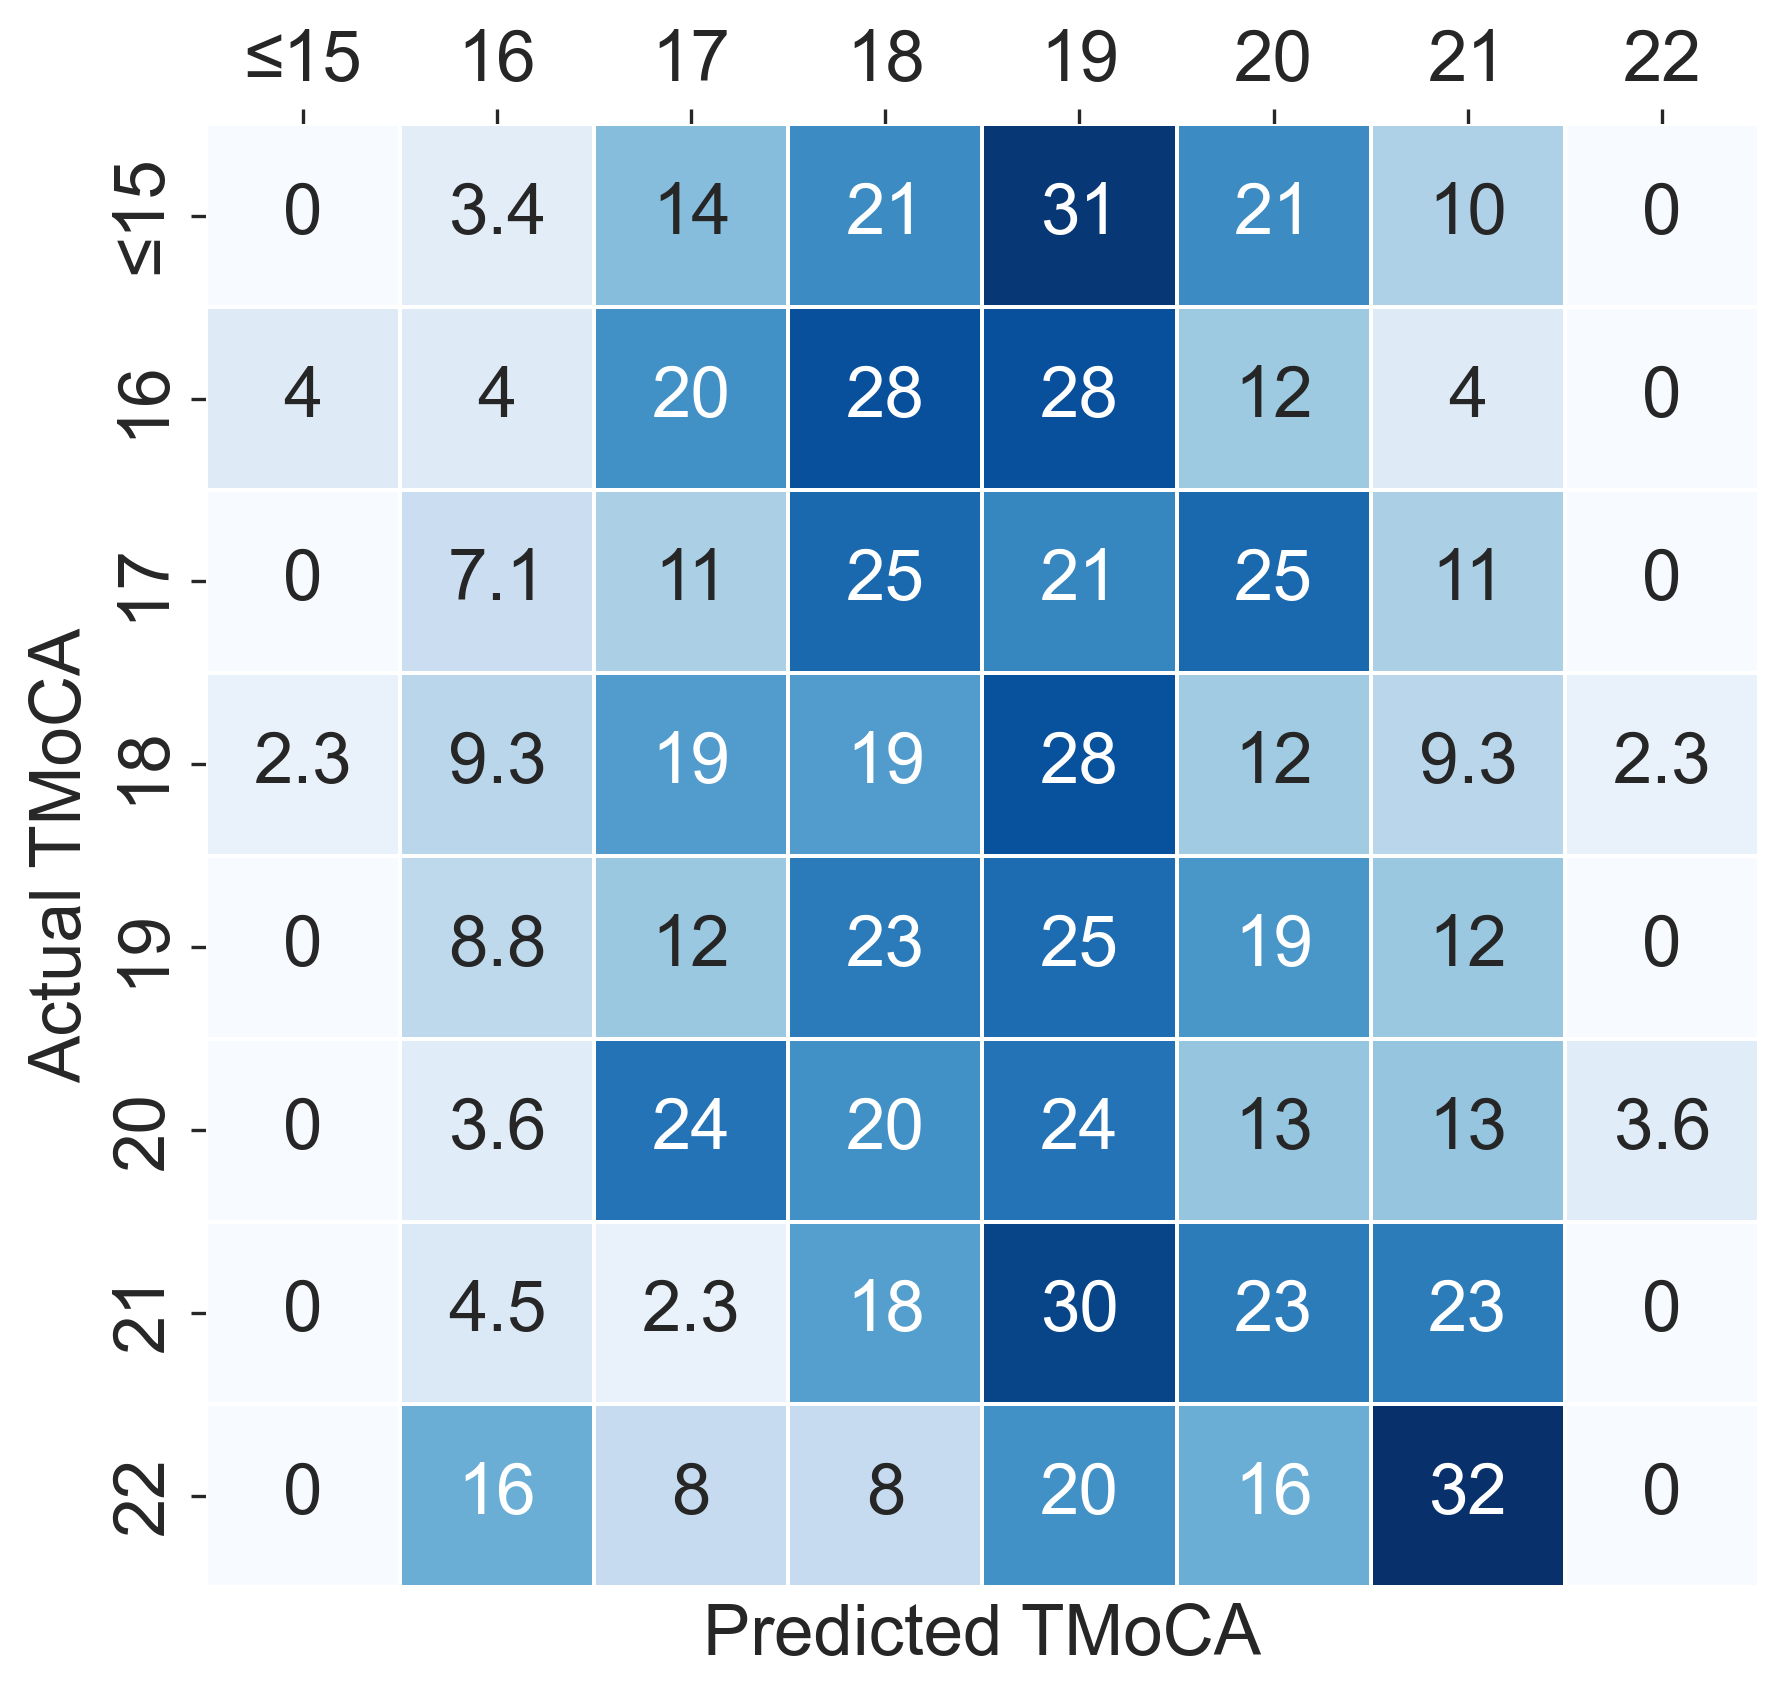 ≤15 16 17 18 19 20 21 22
≤15 0 3.4 14 21 31 21 10 0
16 4 4 20 28 28 12 4 0
17 0 7.1 11 25 21 25 11 0
18 2.3 9.3 19 19 28 12 9.3 2.3
19 0 8.8 12 23 25 19 12 0
20 0 3.6 24 20 24 13 13 3.6
21 0 4.5 2.3 18 30 23 23 0
22 0 16 8 8 20 16 32 0
Actual TMoCA
Predicted TMoCA